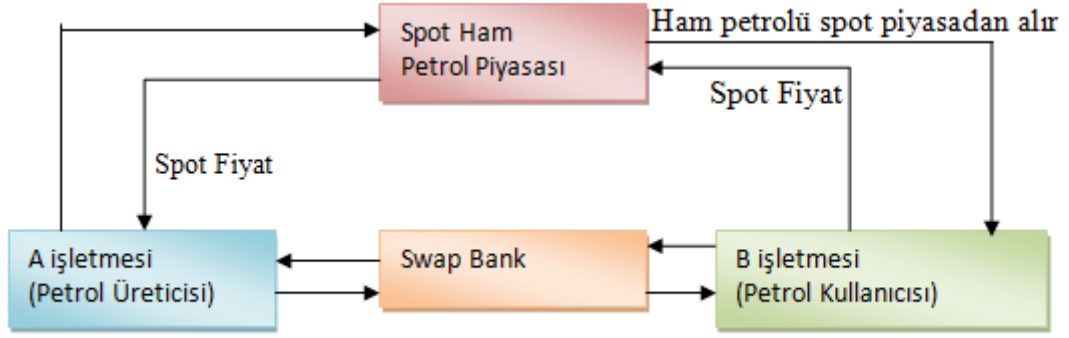 Spot Ham
Petrol Piyasası
Ham petrolü spot piyasadan alır
Spot Fiyat
Spot Fiyat
A işletmesi
(Petrol Üreticisi)
Swap Bank
B işletmesi
(Petrol Kullanıcısı)